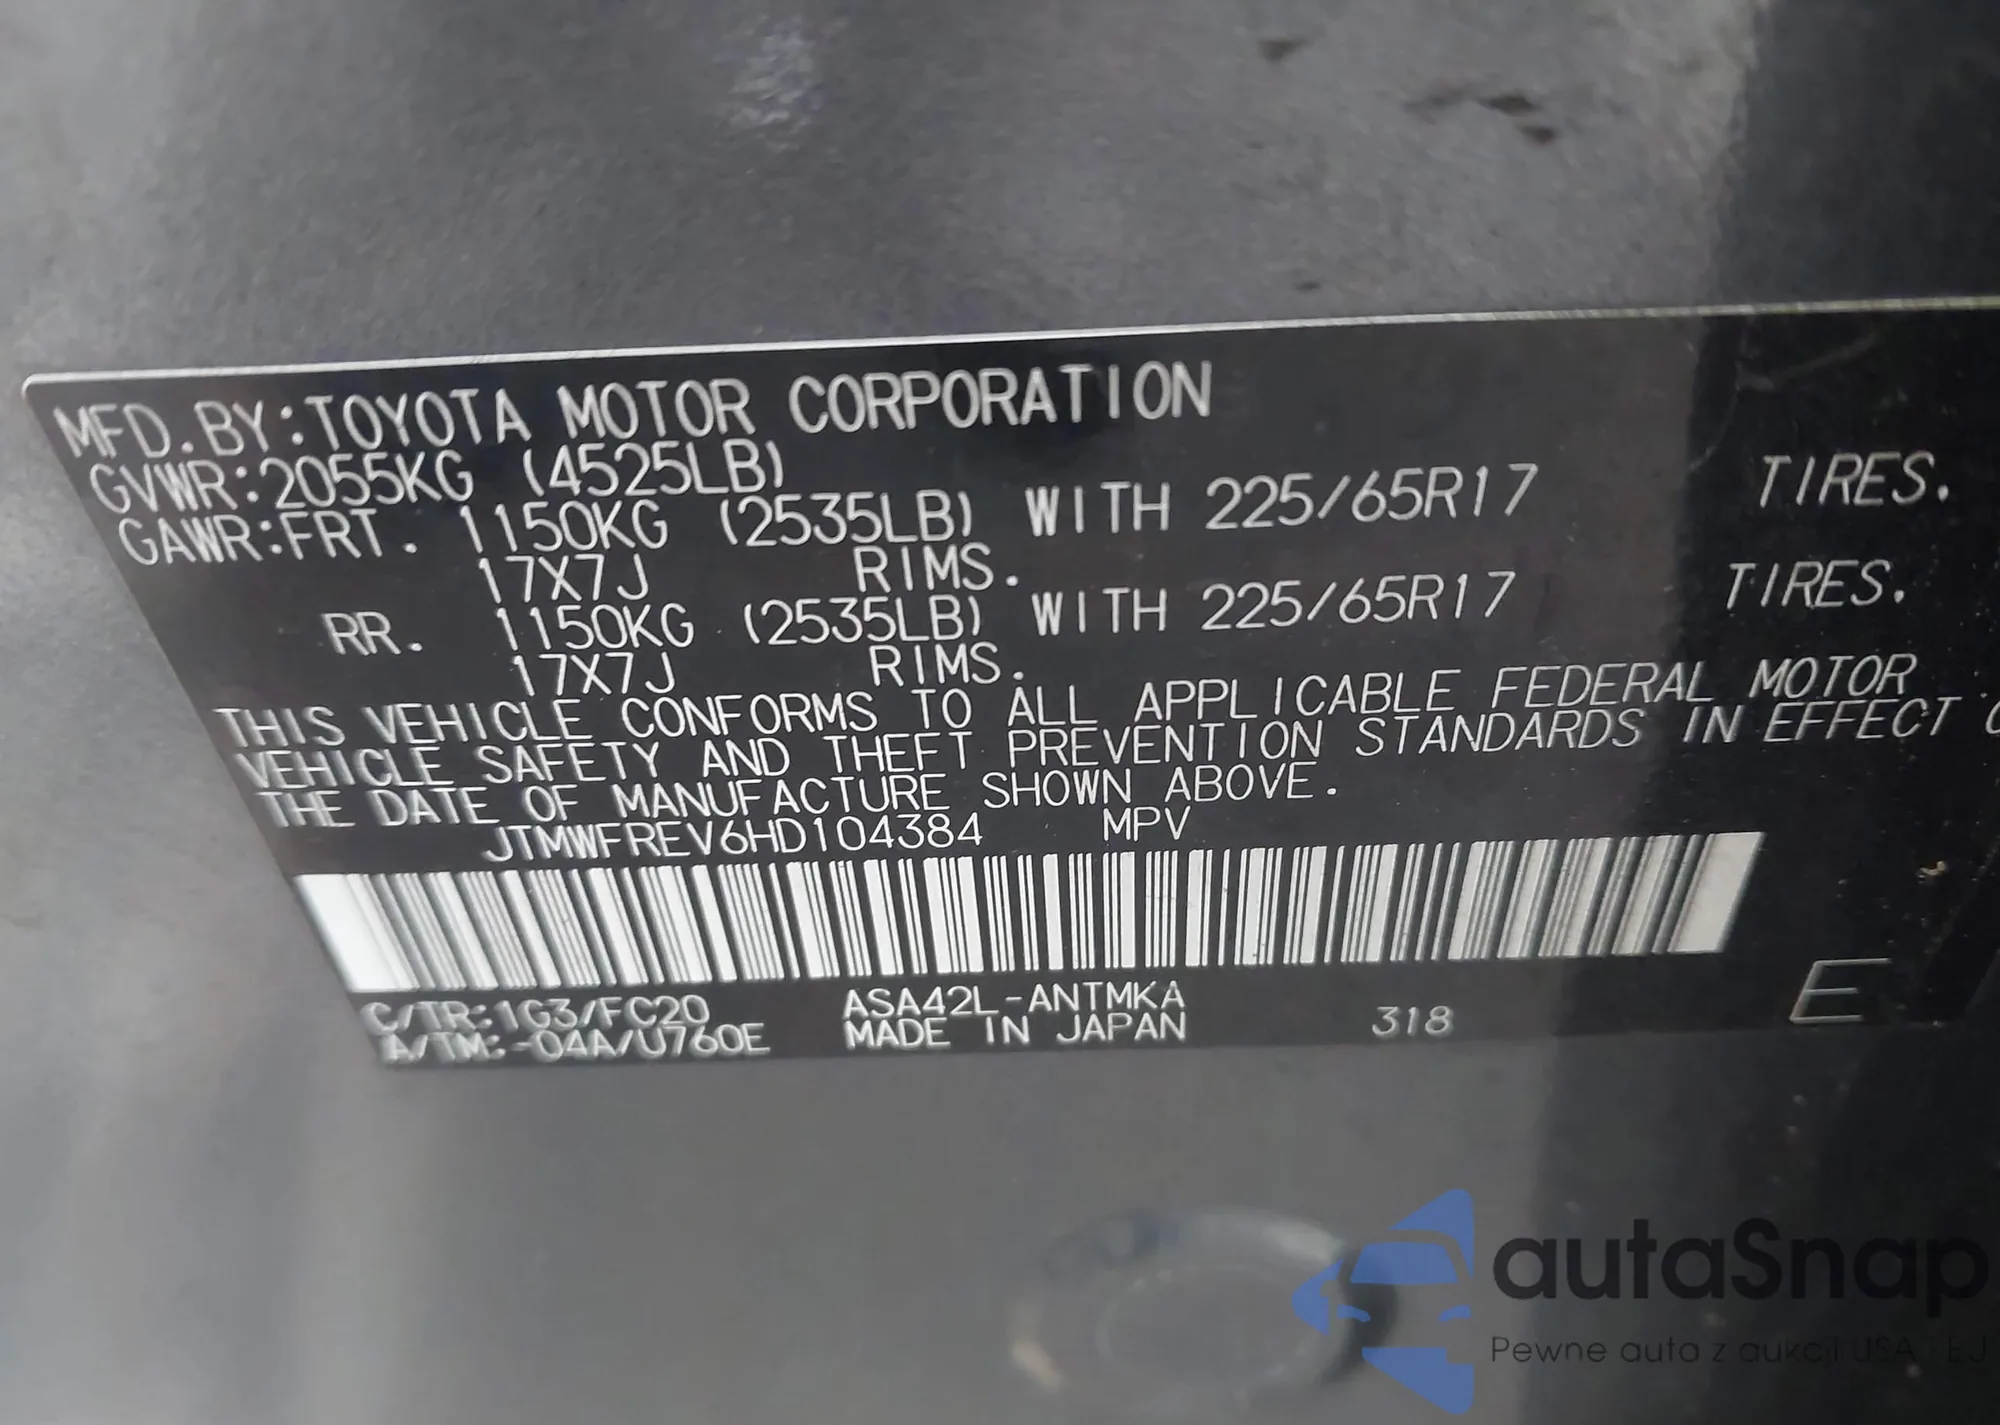 MFD.BY:TOYOTA MOTOR CORPORATION
GVWR:2055KG (4525LB)
GAWR:FRT. 1150KG (2535LB) WITH 225/65R17 TIRES.
17X7J RIMS.
RR. 1150KG (2535LB) WITH 225/65R17 TIRES.
17X7J RIMS.
THIS VEHICLE CONFORMS TO ALL APPLICABLE FEDERAL MOTOR
VEHICLE SAFETY AND THEFT PREVENTION STANDARDS IN EFFECT
THE DATE OF MANUFACTURE SHOWN ABOVE.
JTMWFREV6HD104384 MPV
C/TR:1G3/FC20 ASA42L-ANTMKA 318 E
A/TM:-04A/U760E MADE IN JAPAN
autaSnap
Pewne auta z aukcji USA i EU